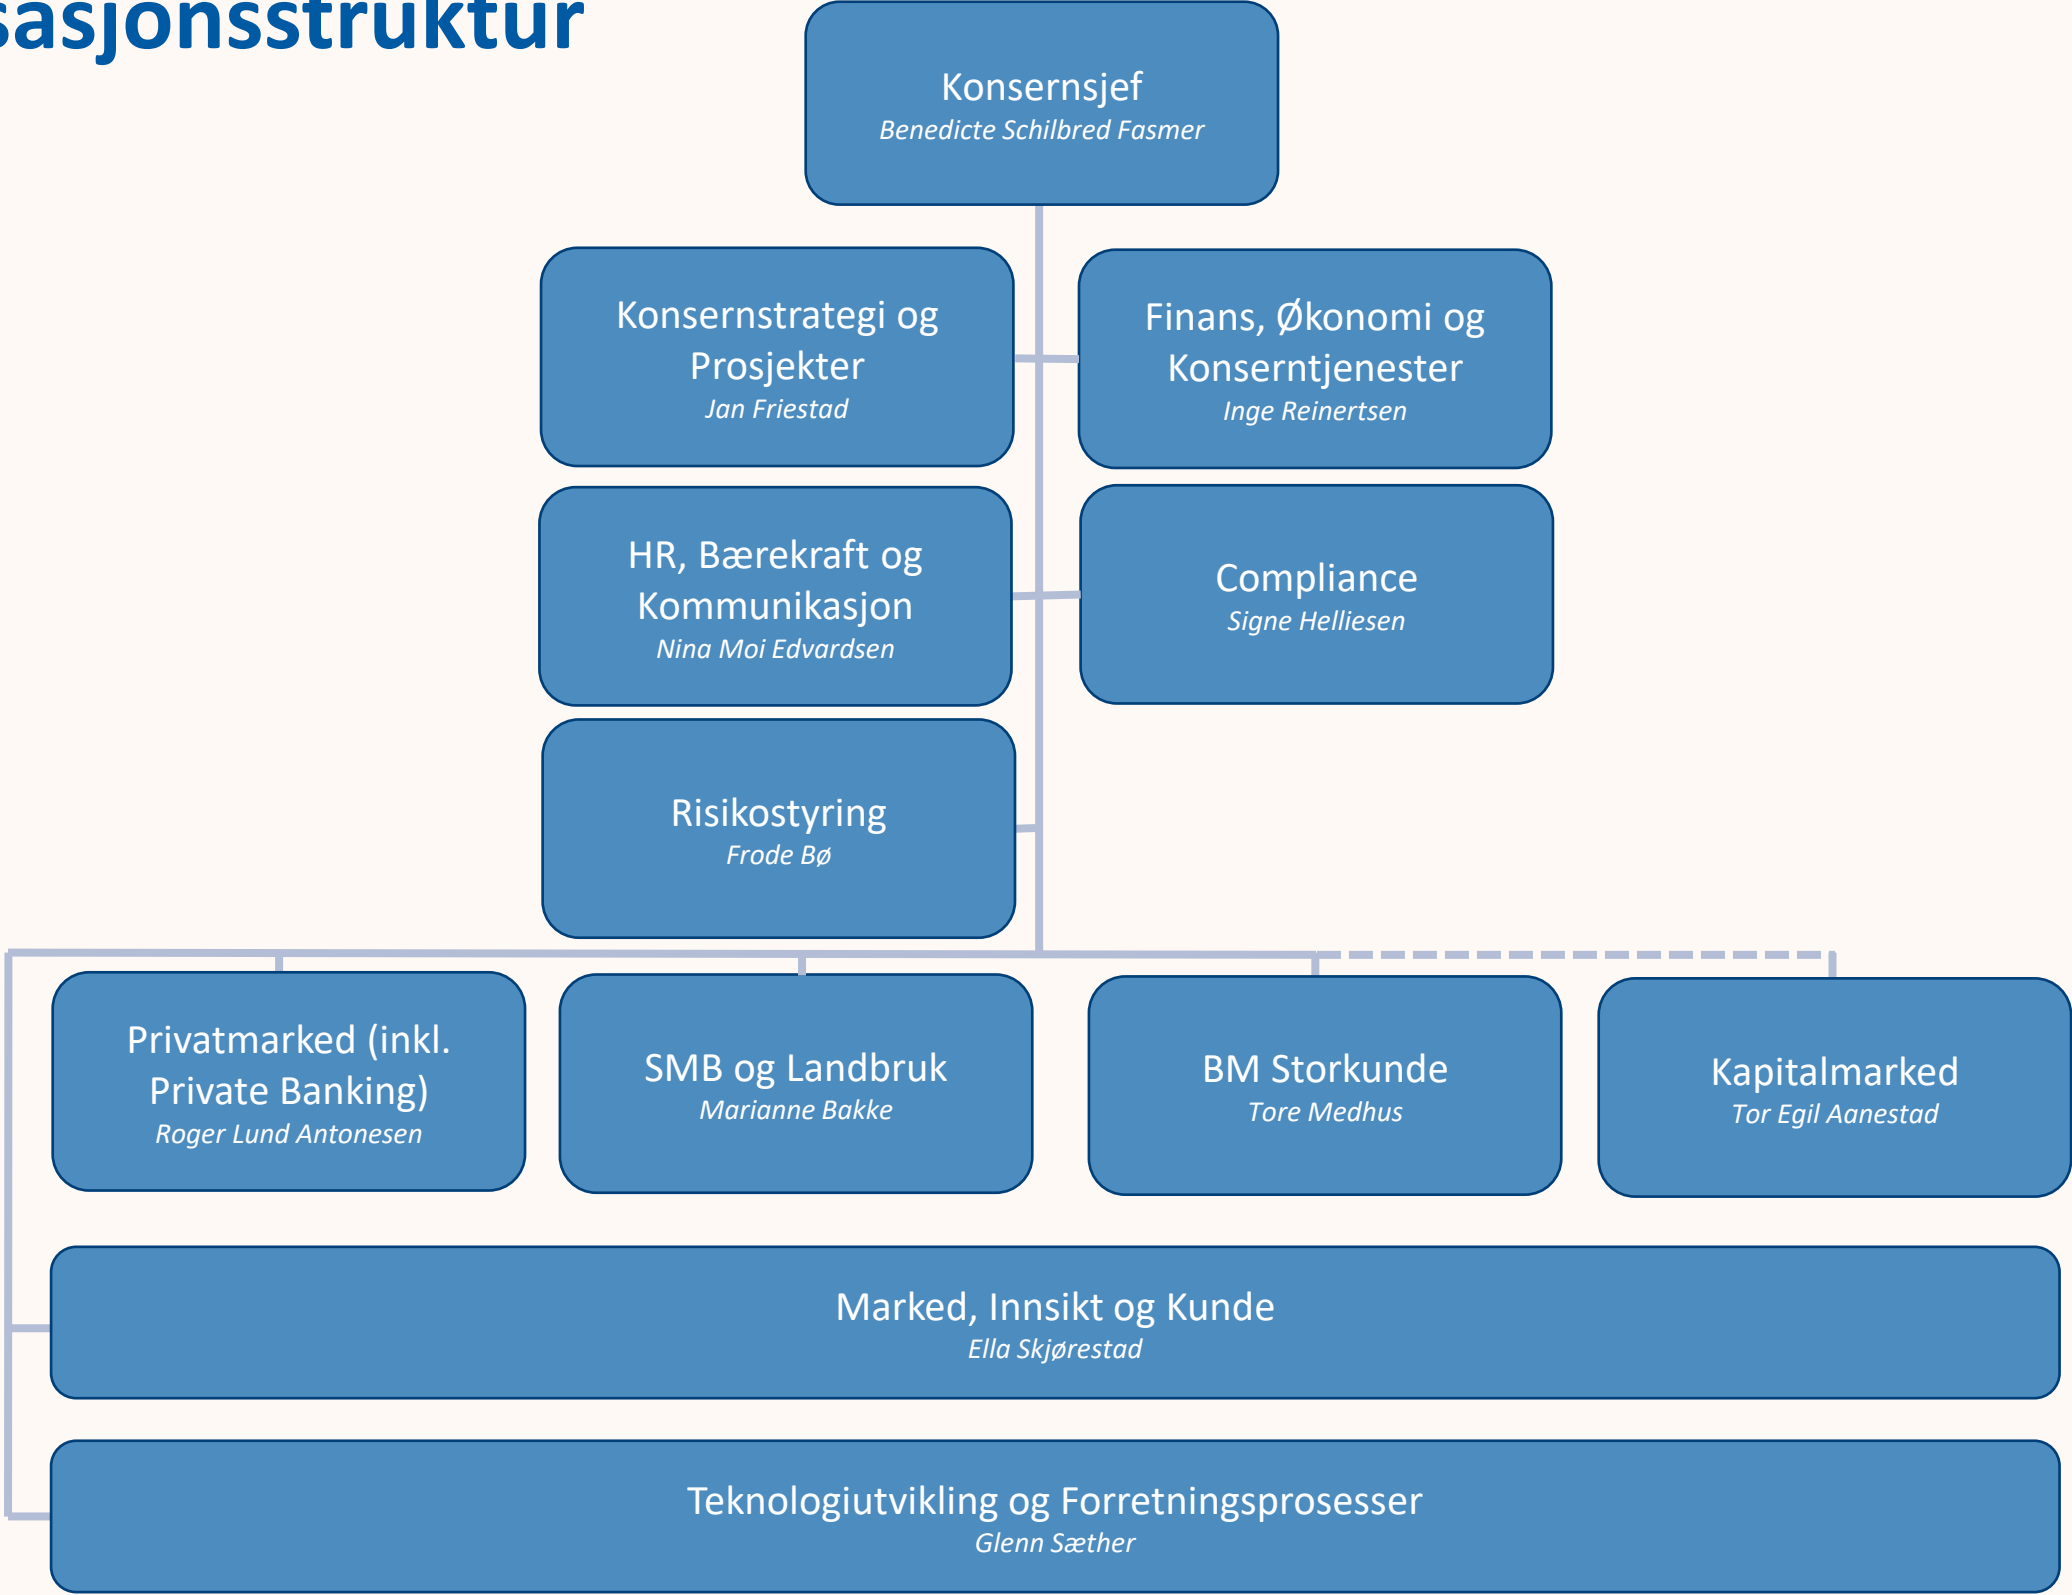 sasjonsstruktur
Konsernsjef
Benedicte Schilbred Fasmer
Konsernstrategi og
Prosjekter
Jan Friestad
Finans, Økonomi og
Konserntjenester
Inge Reinertsen
HR, Bærekraft og
Kommunikasjon
Nina Moi Edvardsen
Compliance
Signe Helliesen
Risikostyring
Frode Bø
Privatmarked (inkl.
Private Banking)
Roger Lund Antonesen
SMB og Landbruk
Marianne Bakke
BM Storkunde
Tore Medhus
Kapitalmarked
Tor Egil Aanestad
Marked, Innsikt og Kunde
Ella Skjørestad
Teknologiutvikling og Forretningsprosesser
Glenn Sæther